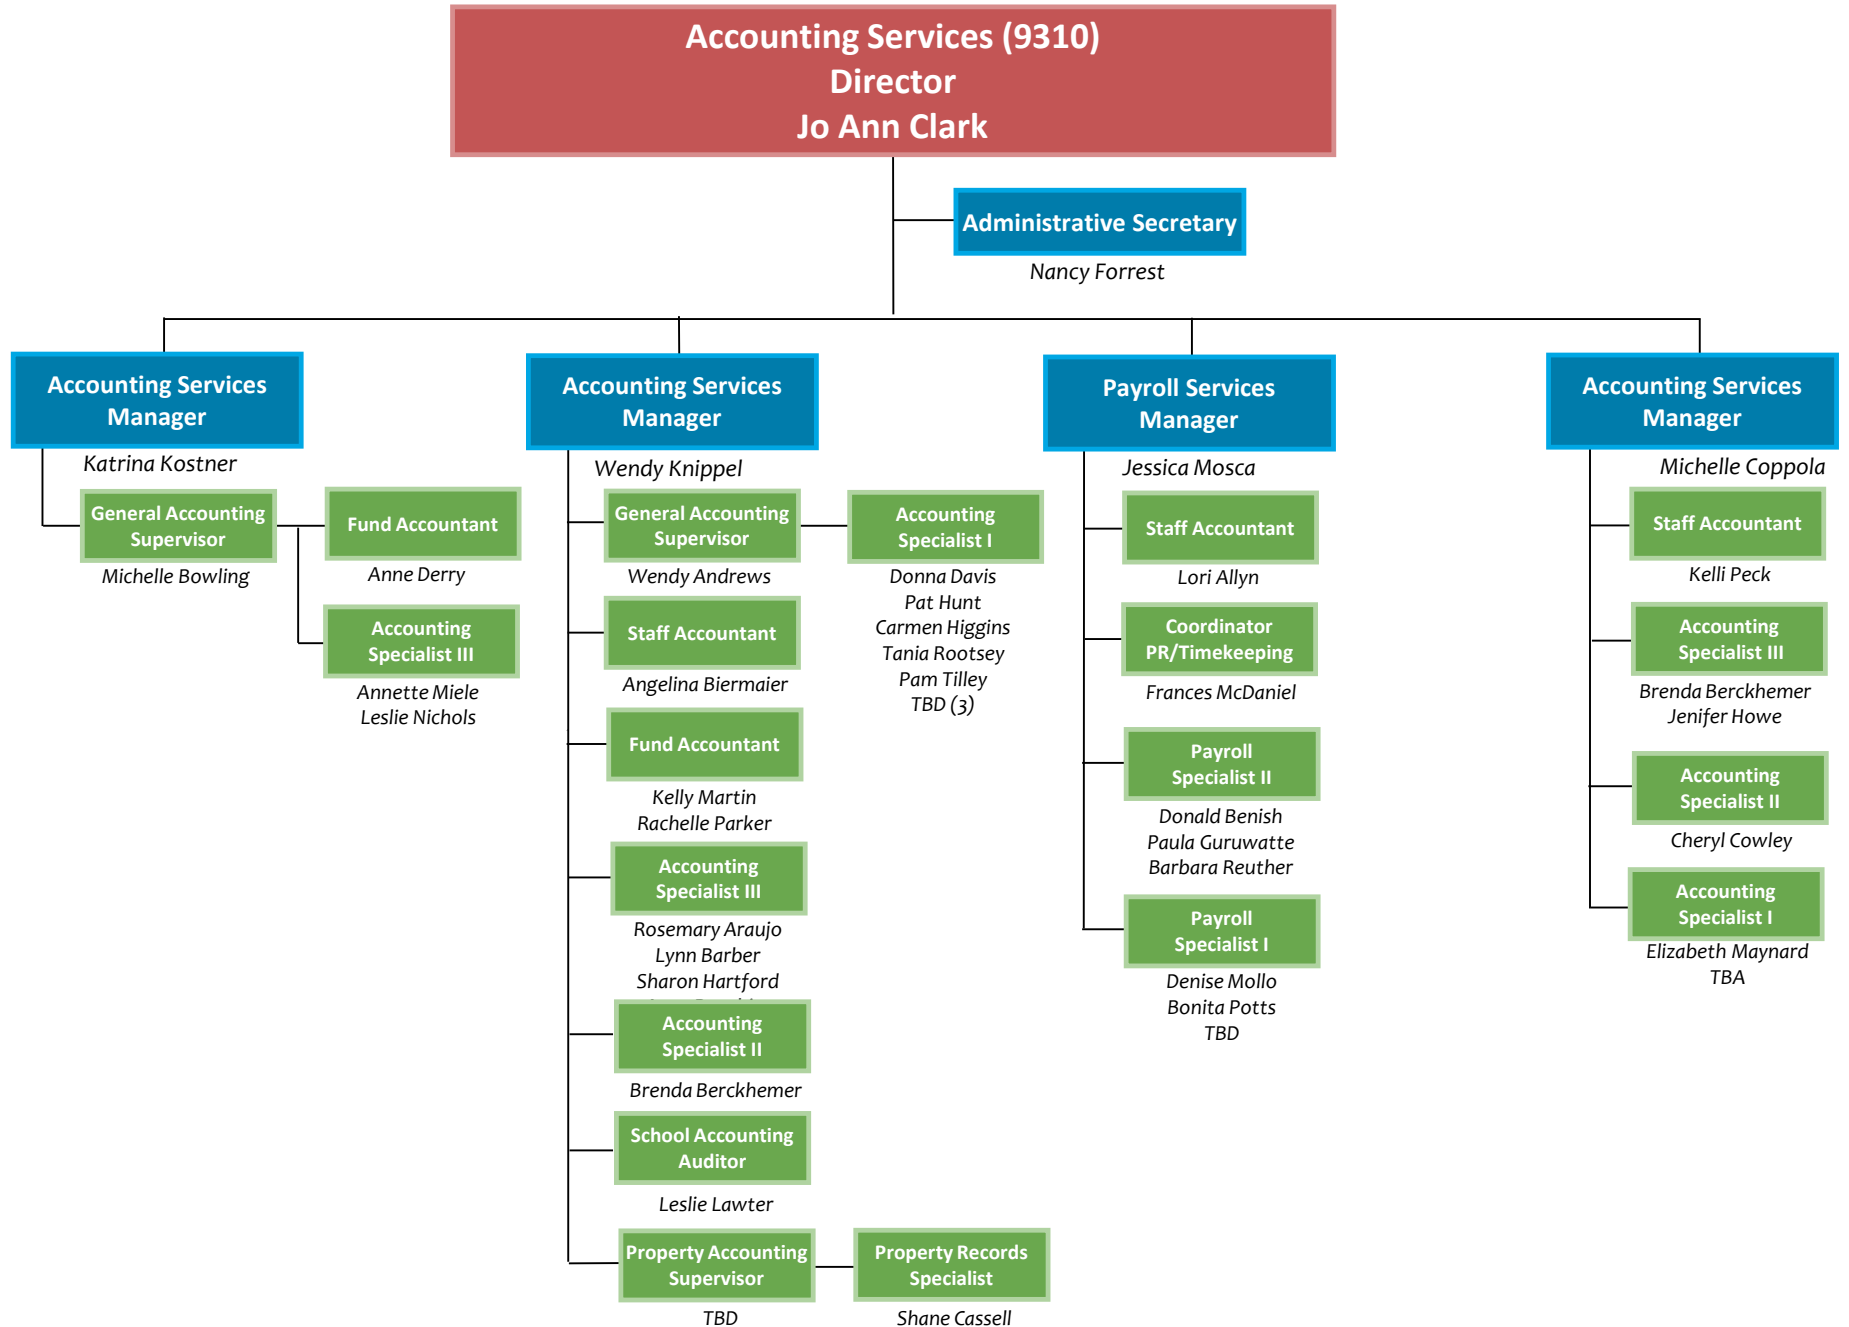 Accounting Services (9310)
Director
Jo Ann Clark
Administrative Secretary
Nancy Forrest
Accounting Services
Manager
Katrina Kostner
General Accounting
Supervisor
Michelle Bowling
Fund Accountant
Anne Derry
Accounting
Specialist III
Annette Miele
Leslie Nichols
Accounting Services
Manager
Wendy Knippel
General Accounting
Supervisor
Wendy Andrews
Accounting
Specialist I
Donna Davis
Pat Hunt
Carmen Higgins
Tania Rootsey
Pam Tilley
TBD (3)
Staff Accountant
Angelina Biermaier
Fund Accountant
Kelly Martin
Rachelle Parker
Accounting
Specialist III
Rosemary Araujo
Lynn Barber
Sharon Hartford
Accounting
Specialist II
Brenda Berckhemer
School Accounting
Auditor
Leslie Lawter
Property Accounting
Supervisor
TBD
Property Records
Specialist
Shane Cassell
Payroll Services
Manager
Jessica Mosca
Staff Accountant
Lori Allyn
Coordinator
PR/Timekeeping
Frances McDaniel
Payroll
Specialist II
Donald Benish
Paula Guruwatte
Barbara Reuther
Payroll
Specialist I
Denise Mollo
Bonita Potts
TBD
Accounting Services
Manager
Michelle Coppola
Staff Accountant
Kelli Peck
Accounting
Specialist III
Brenda Berckhemer
Jenifer Howe
Accounting
Specialist II
Cheryl Cowley
Accounting
Specialist I
Elizabeth Maynard
TBA